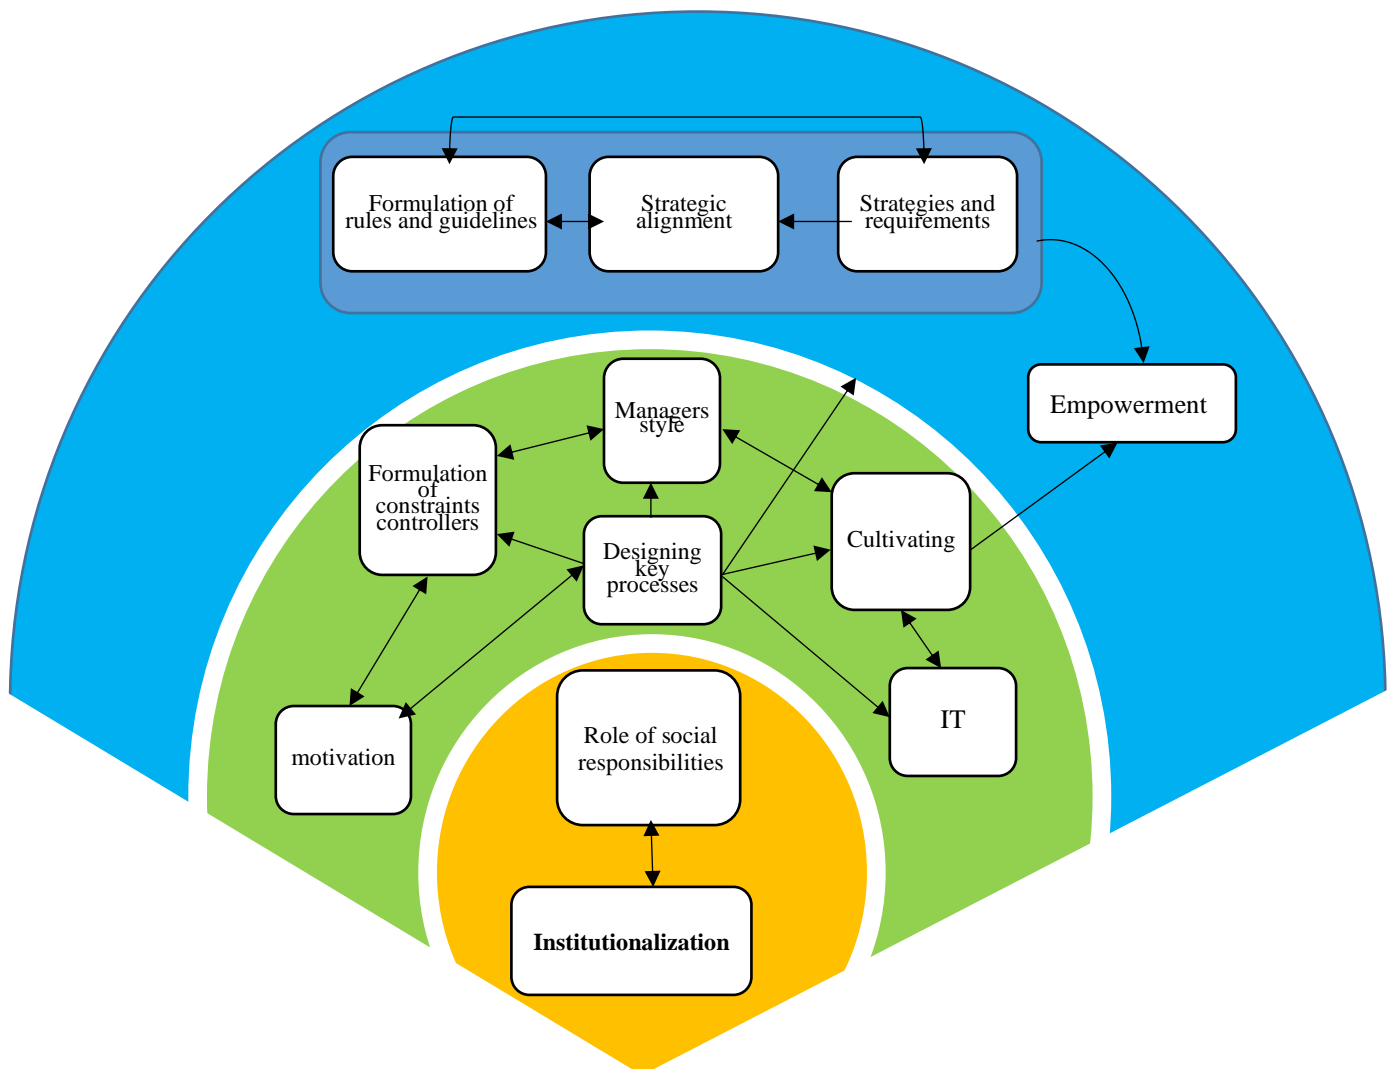 Formulation of
rules and guidelines
Strategic
alignment
Strategies and
requirements
Empowerment
Managers
style
Formulation
of
constraints
controllers
Designing
key
processes
Cultivating
motivation
IT
Role of social
responsibilities
Institutionalization